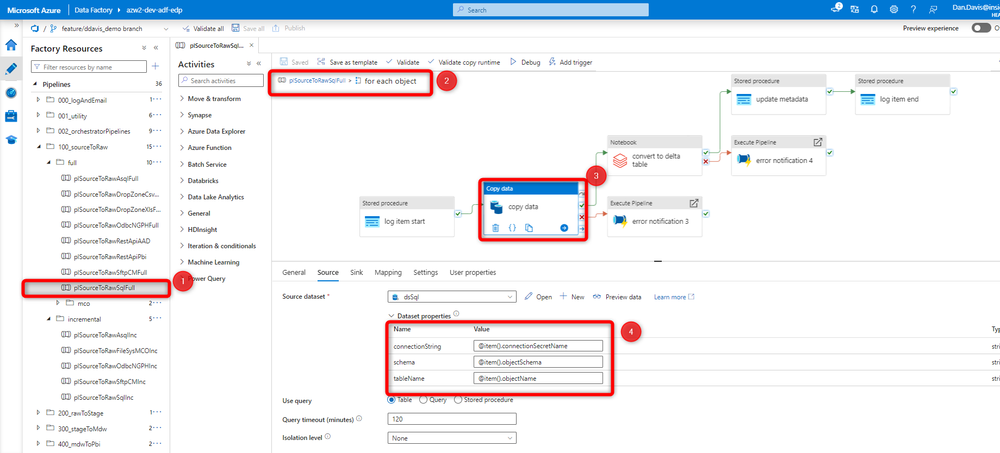 Microsoft Azure Data Factory azw2-dev-adf-edp
Search
2
Dan.Davis@insi
HEA
/ feature/ddavis_demo branch
Validate all
Save all
Publish
Preview experience
O
Factory Resources
Filter resources by name
Pipelines 36
000_logAndEmail 1
001_utility 6
002_orchestratorPipelines 9
100_sourceToRaw 15
full 10
plSourceToRawAsqlFull
plSourceToRawDropZoneCsv...
plSourceToRawDropZoneXlsF...
plSourceToRawOdbcNGPHFull
plSourceToRawRestApiAAD
plSourceToRawRestApiPbi
plSourceToRawSftpCMFull
plSourceToRawSqlFull
1
mco 2
incremental 5
plSourceToRawAsqlInc
plSourceToRawFileSysMCOInc
plSourceToRawOdbcNGPHInc
plSourceToRawSftpCMInc
plSourceToRawSqlInc
200_rawToStage 1
300_stageToMdw 2
400_mdwToPbi 2
plSourceToRawSql...
Activities
Search activities
Move & transform
Synapse
Azure Data Explorer
Azure Function
Batch Service
Databricks
Data Lake Analytics
General
HDInsight
Iteration & conditionals
Machine Learning
Power Query
Saved
Save as template
Validate
Validate copy runtime
Debug
Add trigger
plSourceToRawSqlFull > for each object
2
Stored procedure
update metadata
Stored procedure
log item end
Notebook
convert to delta
table
Execute Pipeline
error notification 4
3
Stored procedure
log item start
Copy data
copy data
Execute Pipeline
error notification 3
General Source Sink Mapping Settings User properties
Source dataset *
dsSql
Open
New
Preview data
Learn more
Dataset properties
Name Value Typ
4
connectionString @item().connectionSecretName stri
schema @item().objectSchema stri
tableName @item().objectName stri
Use query
Table Query Stored procedure
Query timeout (minutes)
120
Isolation level
None